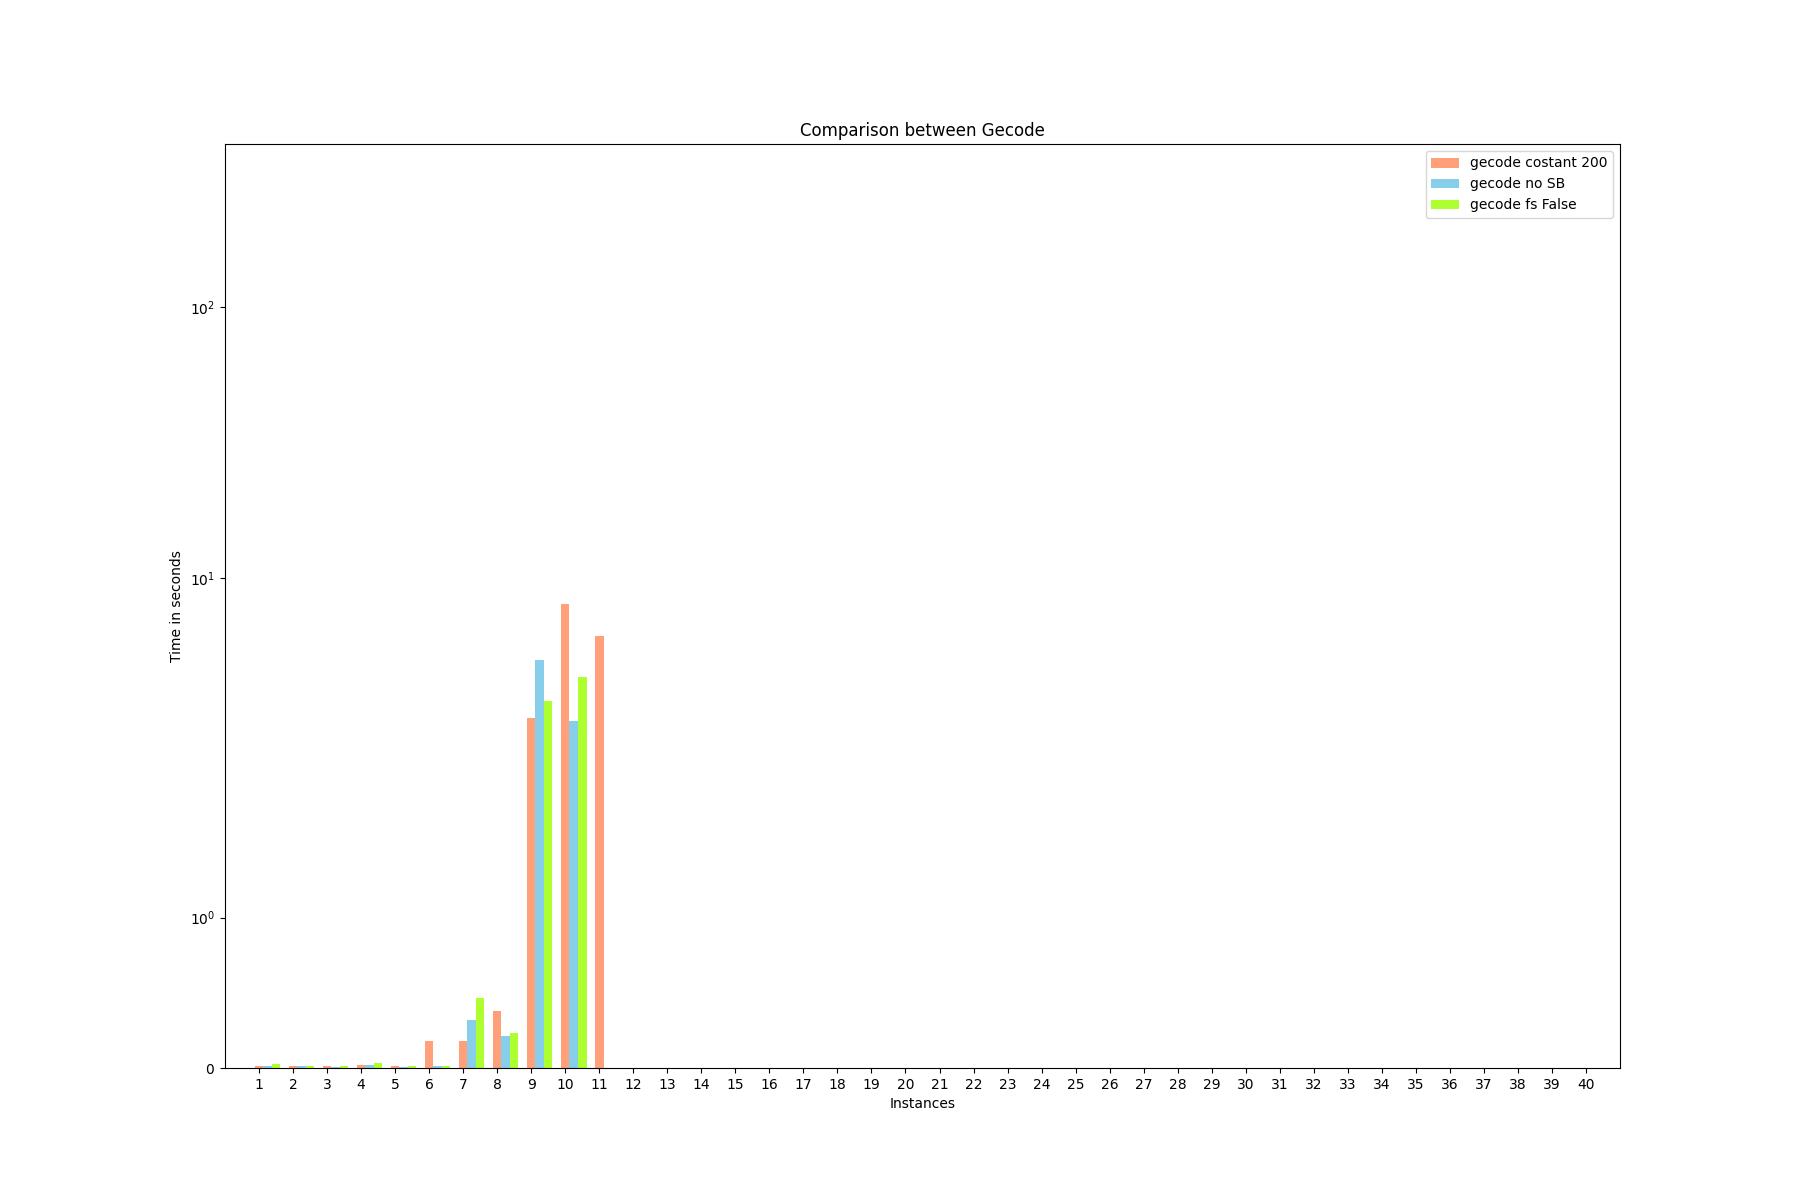 Comparison between Gecode
gecode costant 200
gecode no SB
gecode fs False
10²
10¹
10⁰
0
Time in seconds
1 2 3 4 5 6 7 8 9 10 11 12 13 14 15 16 17 18 19 20 21 22 23 24 25 26 27 28 29 30 31 32 33 34 35 36 37 38 39 40
Instances